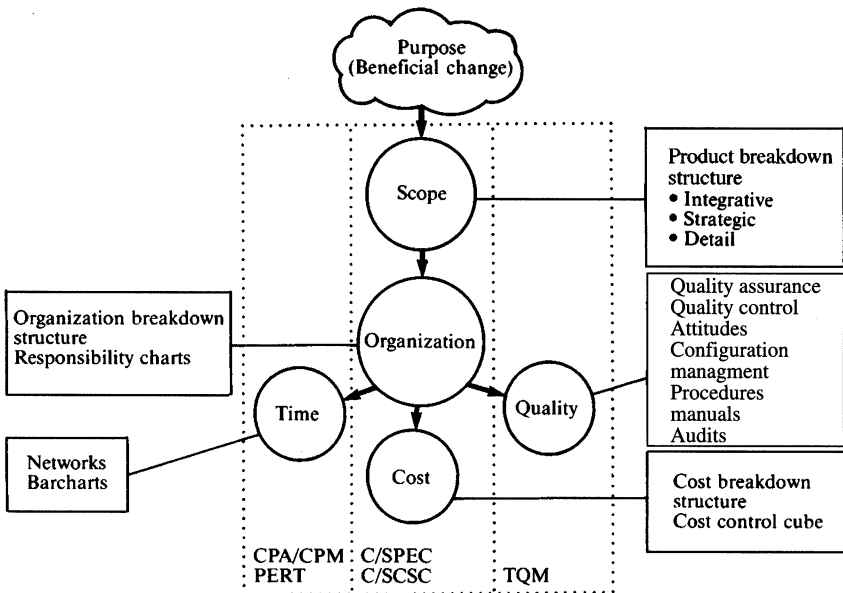 Purpose
(Beneficial change)
Scope
Product breakdown
structure
• Integrative
• Strategic
• Detail
Organization breakdown
structure
Responsibility charts
Organization
Quality assurance
Quality control
Attitudes
Configuration
managment
Procedures
manuals
Audits
Time
Quality
Networks
Barcharts
Cost
Cost breakdown
structure
Cost control cube
CPA/CPM
PERT
C/SPEC
C/SCSC
TQM